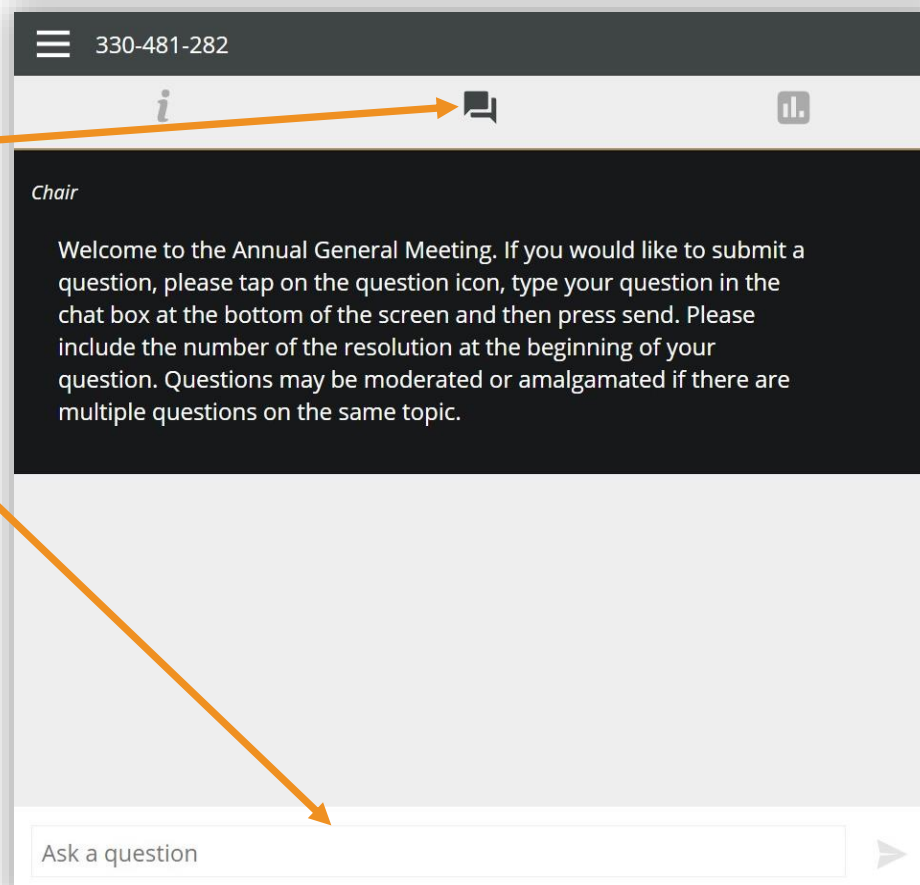 330-481-282
Chair
Welcome to the Annual General Meeting. If you would like to submit a
question, please tap on the question icon, type your question in the
chat box at the bottom of the screen and then press send. Please
include the number of the resolution at the beginning of your
question. Questions may be moderated or amalgamated if there are
multiple questions on the same topic.
Ask a question